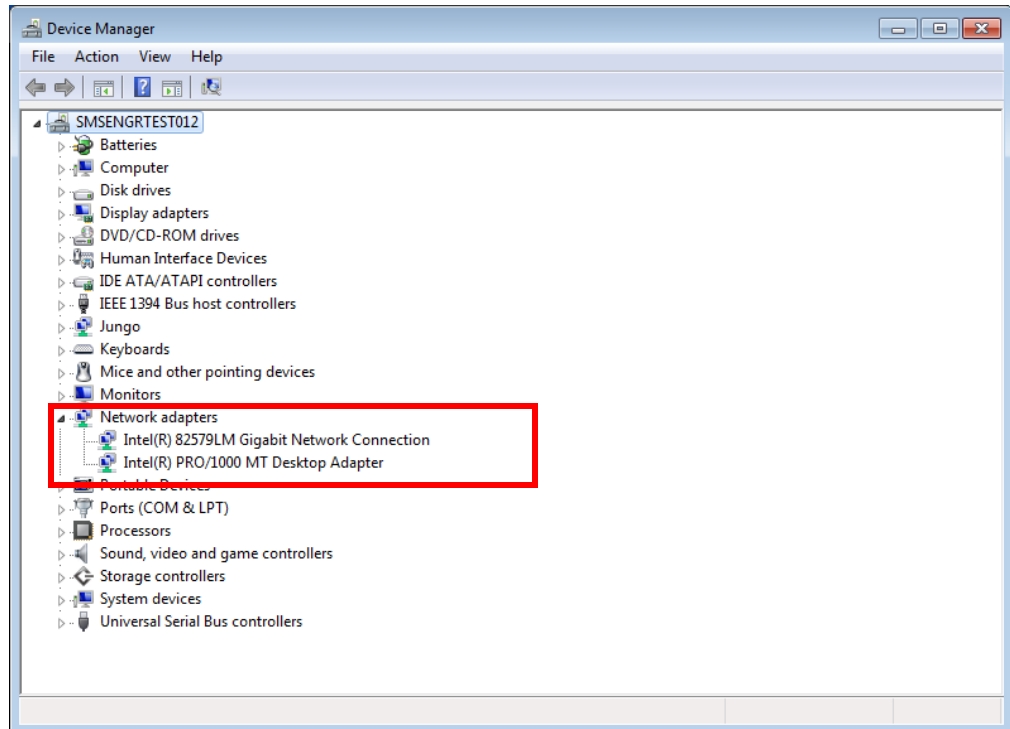 Device Manager
File Action View Help
SMSENGRTEST012
Batteries
Computer
Disk drives
Display adapters
DVD/CD-ROM drives
Human Interface Devices
IDE ATA/ATAPI controllers
IEEE 1394 Bus host controllers
Jungo
Keyboards
Mice and other pointing devices
Monitors
Network adapters
Intel(R) 82579LM Gigabit Network Connection
Intel(R) PRO/1000 MT Desktop Adapter
Portable Devices
Ports (COM & LPT)
Processors
Sound, video and game controllers
Storage controllers
System devices
Universal Serial Bus controllers